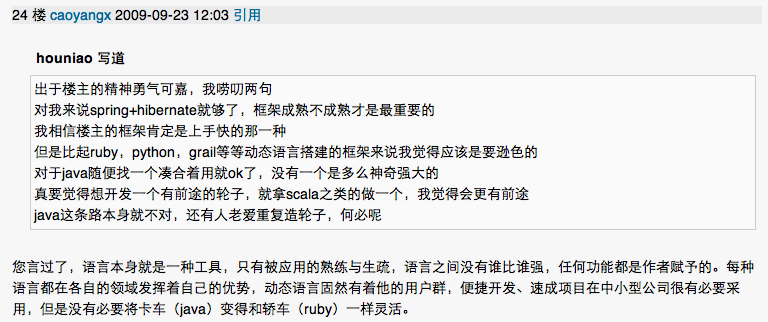 24 楼 caoyangx 2009-09-23 12:03 引用
houniao 写道
出于楼主的精神勇气可嘉，我唠叨两句
对我来说spring+hibernate就够了，框架成熟不成熟才是最重要的
我相信楼主的框架肯定是上手快的那一种
但是比起ruby，python，grail等等动态语言搭建的框架来说我觉得应该是要逊色的
对于java随便找一个凑合着用就ok了，没有一个是多么神奇强大的
真要觉得想开发一个有前途的轮子，就拿scala之类的做一个，我觉得会更有前途
java这条路本身就不对，还有人老爱重复造轮子，何必呢
您言过了，语言本身就是一种工具，只有被应用的熟练与生疏，语言之间没有谁比谁强，任何功能都是作者赋予的。每种
语言都在各自的领域发挥着自己的优势，动态语言固然有着他的用户群，便捷开发、速成项目在中小型公司很有必要采
用，但是没有必要将卡车（java）变得和轿车（ruby）一样灵活。